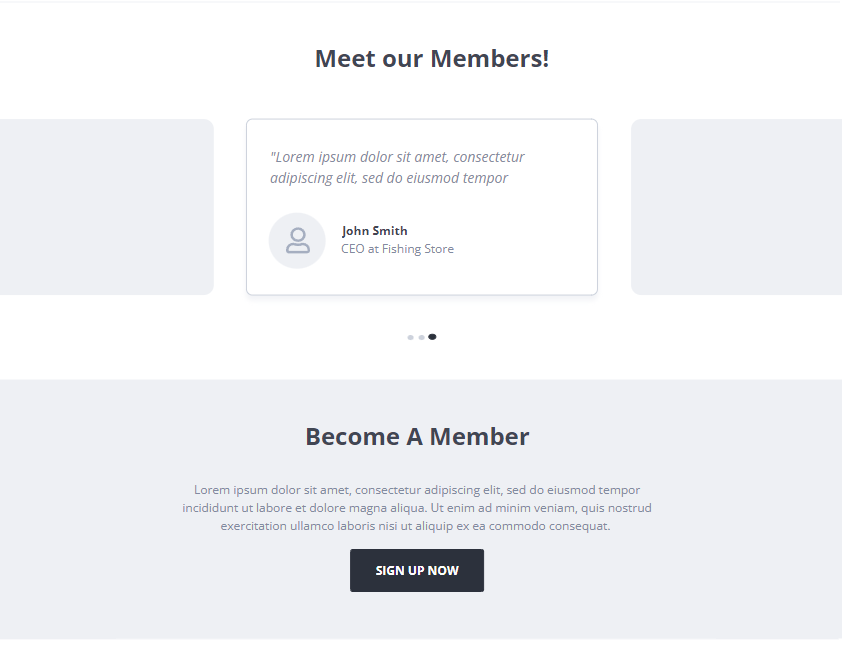 Meet our Members!
"Lorem ipsum dolor sit amet, consectetur
adipiscing elit, sed do eiusmod tempor
John Smith
CEO at Fishing Store
Become A Member
Lorem ipsum dolor sit amet, consectetur adipiscing elit, sed do eiusmod tempor
incididunt ut labore et dolore magna aliqua. Ut enim ad minim veniam, quis nostrud
exercitation ullamco laboris nisi ut aliquip ex ea commodo consequat.
SIGN UP NOW